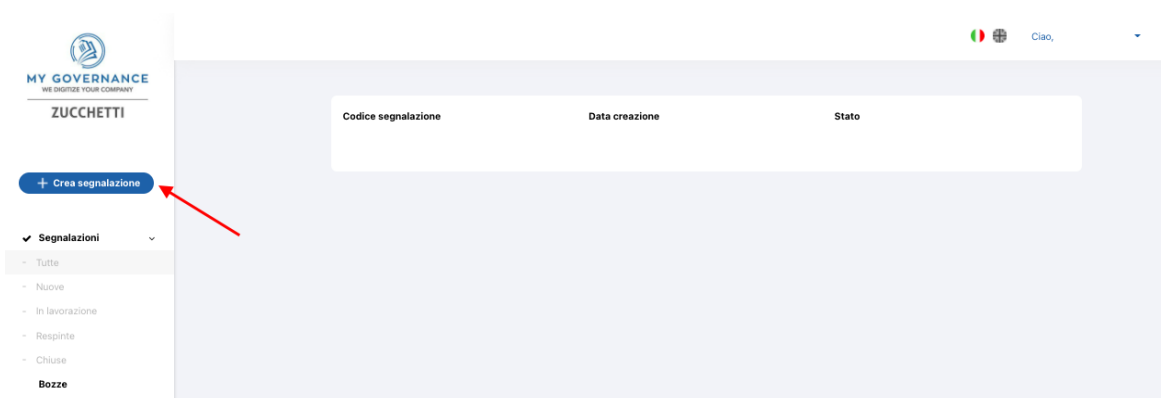 MY GOVERNANCE
WE DIGITIZE YOUR COMPANY
ZUCCHETTI
Ciao,
Codice segnalazione Data creazione Stato
+ Crea segnalazione
Segnalazioni
- Tutte
- Nuove
- In lavorazione
- Respinte
- Chiuse
Bozze